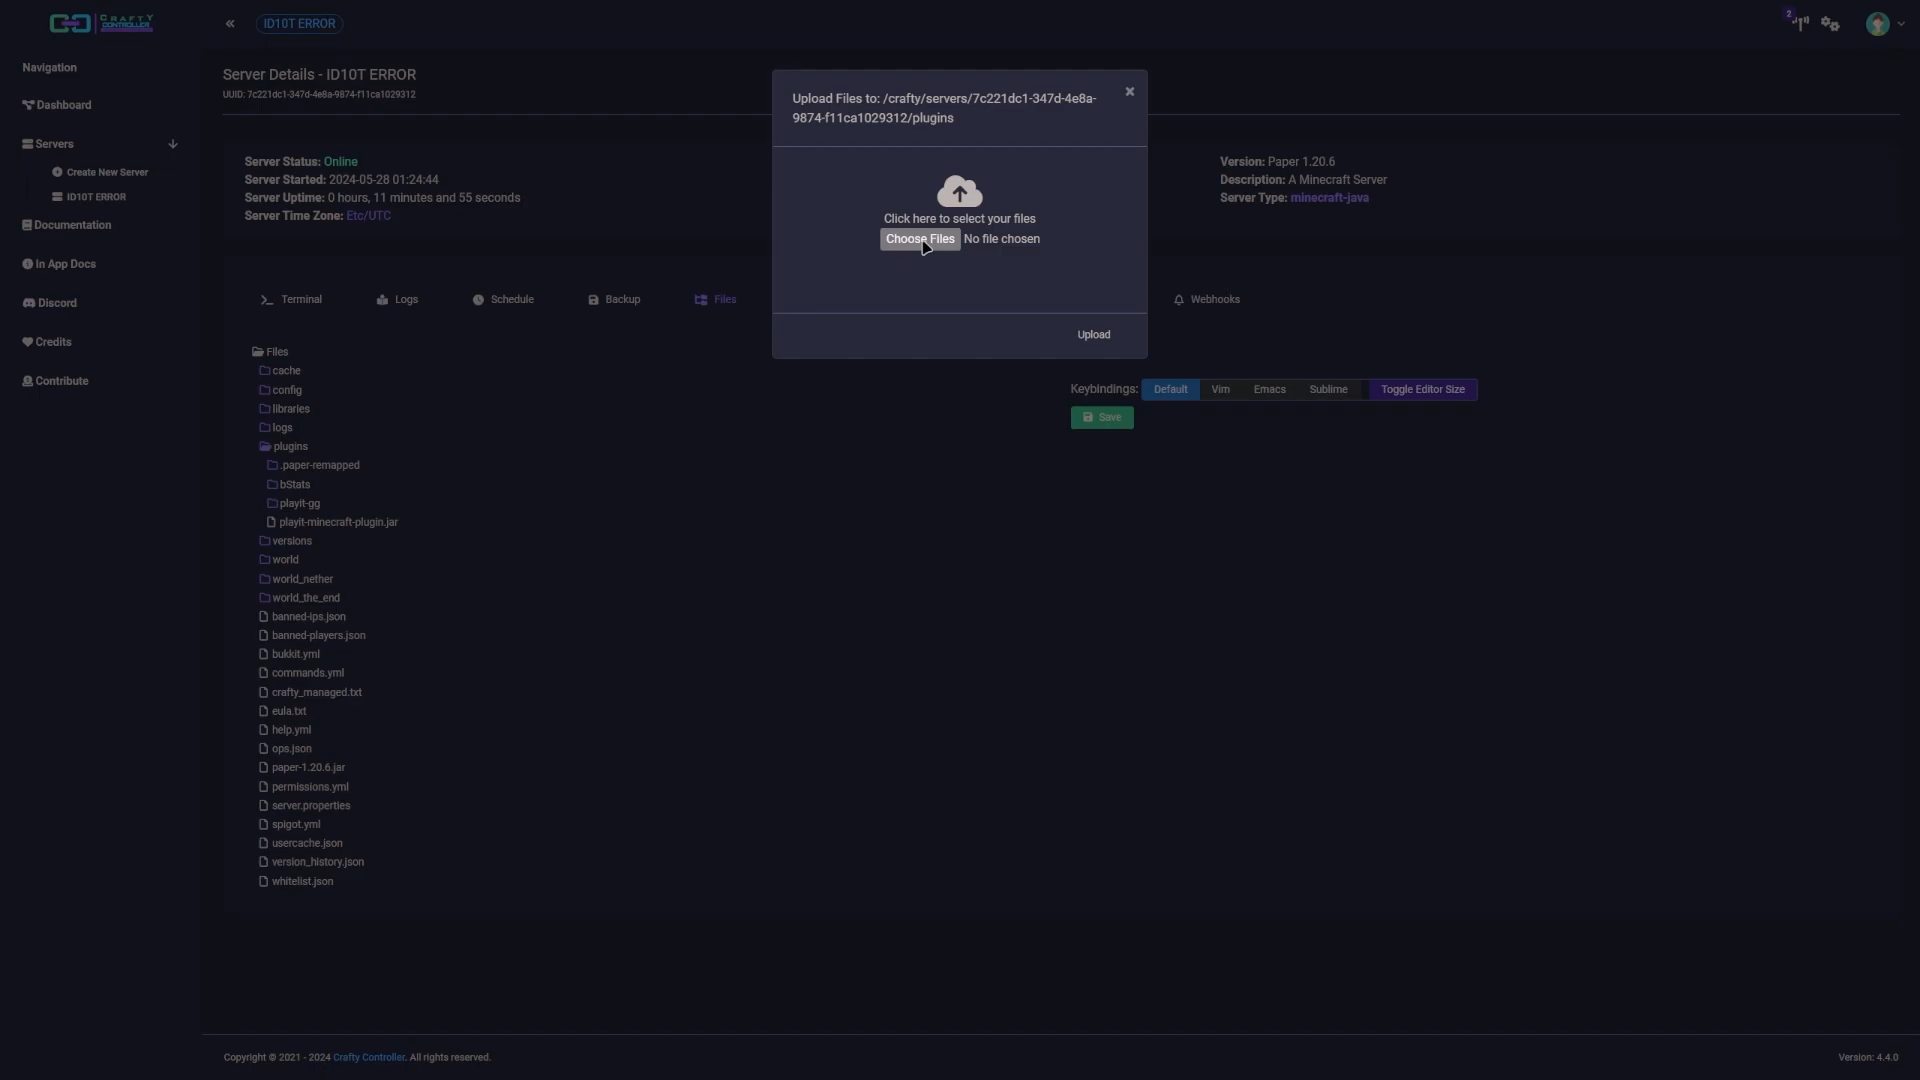 CRAFTY
CONTROLLER
ID10T ERROR
2
Navigation
Dashboard
Servers
Create New Server
ID10T ERROR
Documentation
In App Docs
Discord
Credits
Contribute
Server Details - ID10T ERROR
UUID: 7c221dc1-347d-4e8a-9874-f11ca1029312
Server Status: Online
Server Started: 2024-05-28 01:24:44
Server Uptime: 0 hours, 11 minutes and 55 seconds
Server Time Zone: Etc/UTC
Version: Paper 1.20.6
Description: A Minecraft Server
Server Type: minecraft-java
Upload Files to: /crafty/servers/7c221dc1-347d-4e8a-
9874-f11ca1029312/plugins
×
Click here to select your files
Choose Files No file chosen
Upload
Terminal
Logs
Schedule
Backup
Files
Webhooks
Files
cache
config
libraries
logs
plugins
.paper-remapped
bStats
playit-gg
playit-minecraft-plugin.jar
versions
world
world_nether
world_the_end
banned-ips.json
banned-players.json
bukkit.yml
commands.yml
crafty_managed.txt
eula.txt
help.yml
ops.json
paper-1.20.6.jar
permissions.yml
server.properties
spigot.yml
usercache.json
version_history.json
whitelist.json
Keybindings: Default Vim Emacs Sublime Toggle Editor Size
Save
Copyright © 2021 - 2024 Crafty Controller. All rights reserved.
Version: 4.4.0